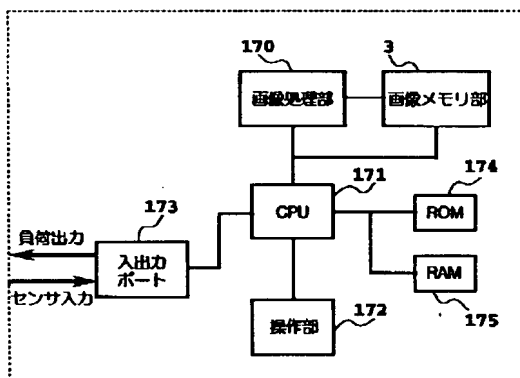 170
3
画像処理部
画像メモリ部
171
174
173
CPU
ROM
負荷出力
入出力
ポート
センサ入力
RAM
172
175
操作部